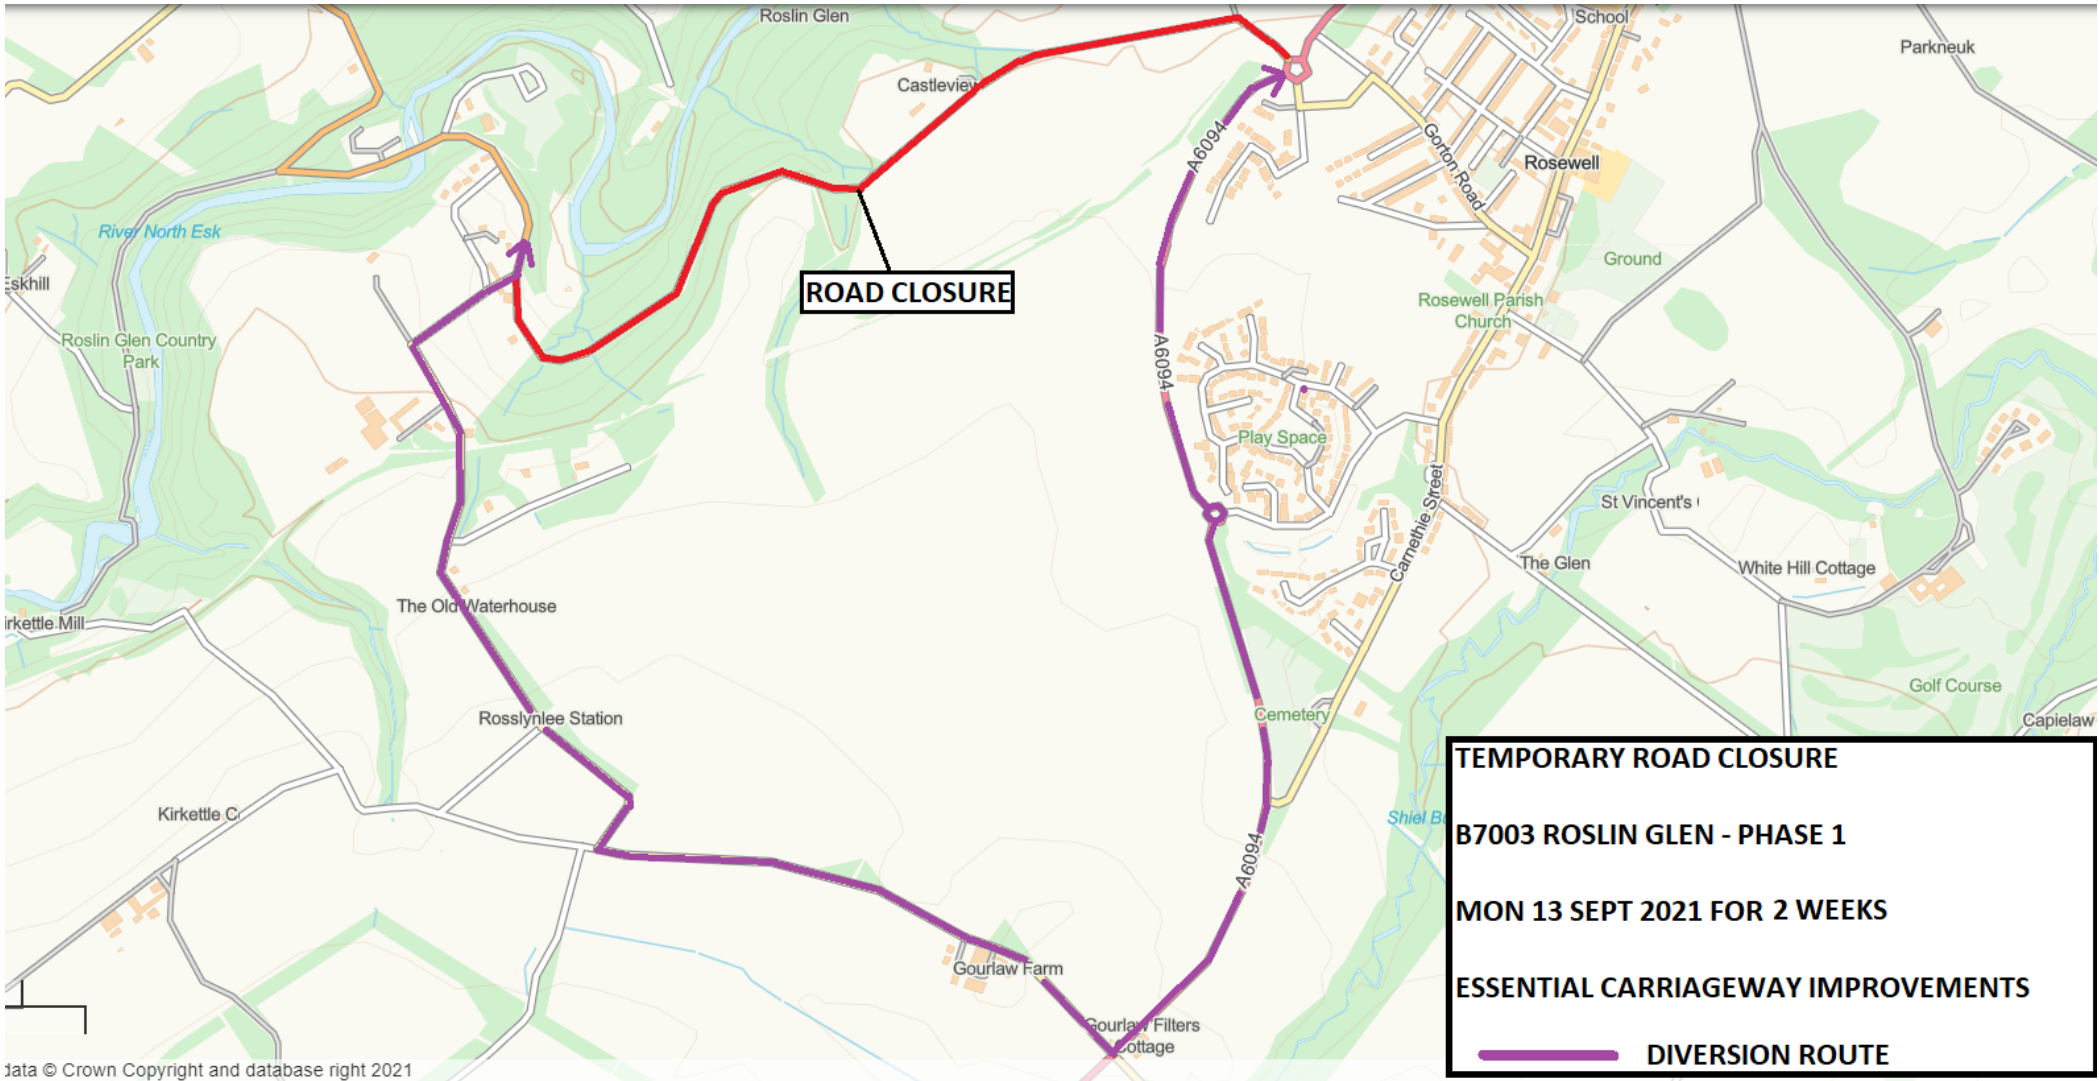 Roslin Glen
School
Parkneuk
Castleview
A6094
Gorton Road
Rosewell
River North Esk
Eskhill
ROAD CLOSURE
Ground
Rosewell Parish
Church
Roslin Glen Country
Park
A6094
Play Space
Carnethie Street
St Vincent's
The Glen
White Hill Cottage
The Old Waterhouse
irkettle Mill
Golf Course
Rosslynlee Station
Cemetery
Capielaw
TEMPORARY ROAD CLOSURE
B7003 ROSLIN GLEN - PHASE 1
MON 13 SEPT 2021 FOR 2 WEEKS
ESSENTIAL CARRIAGEWAY IMPROVEMENTS
DIVERSION ROUTE
Kirkettle C
Shiel B
A6094
Gourlaw Farm
Gourlaw Filters
Cottage
data © Crown Copyright and database right 2021